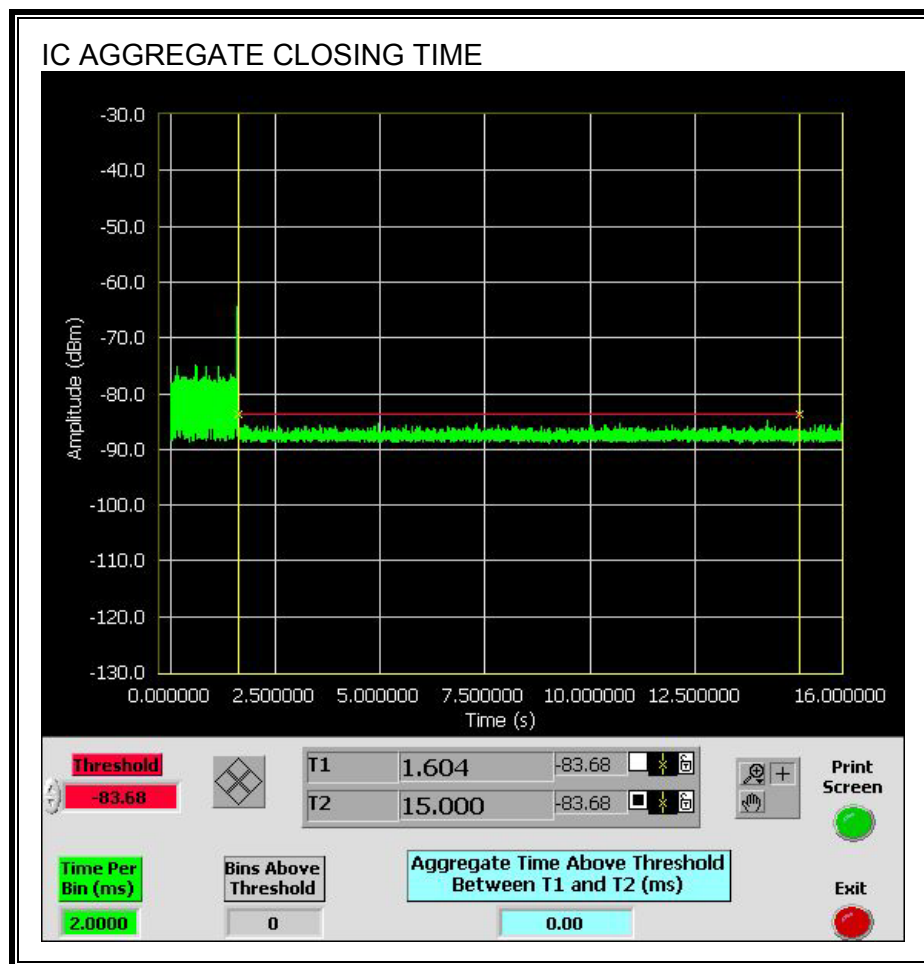 IC AGGREGATE CLOSING TIME
-30.0
-40.0
-50.0
-60.0
-70.0
-80.0
-90.0
-100.0
-110.0
-120.0
-130.0
Amplitude (dBm)
0.000000 2.500000 5.000000 7.500000 10.000000 12.500000 16.000000
Time (s)
Threshold
-83.68
T1 1.604 -83.68
T2 15.000 -83.68
Print
Screen
Time Per
Bin (ms)
2.0000
Bins Above
Threshold
0
Aggregate Time Above Threshold
Between T1 and T2 (ms)
0.00
Exit